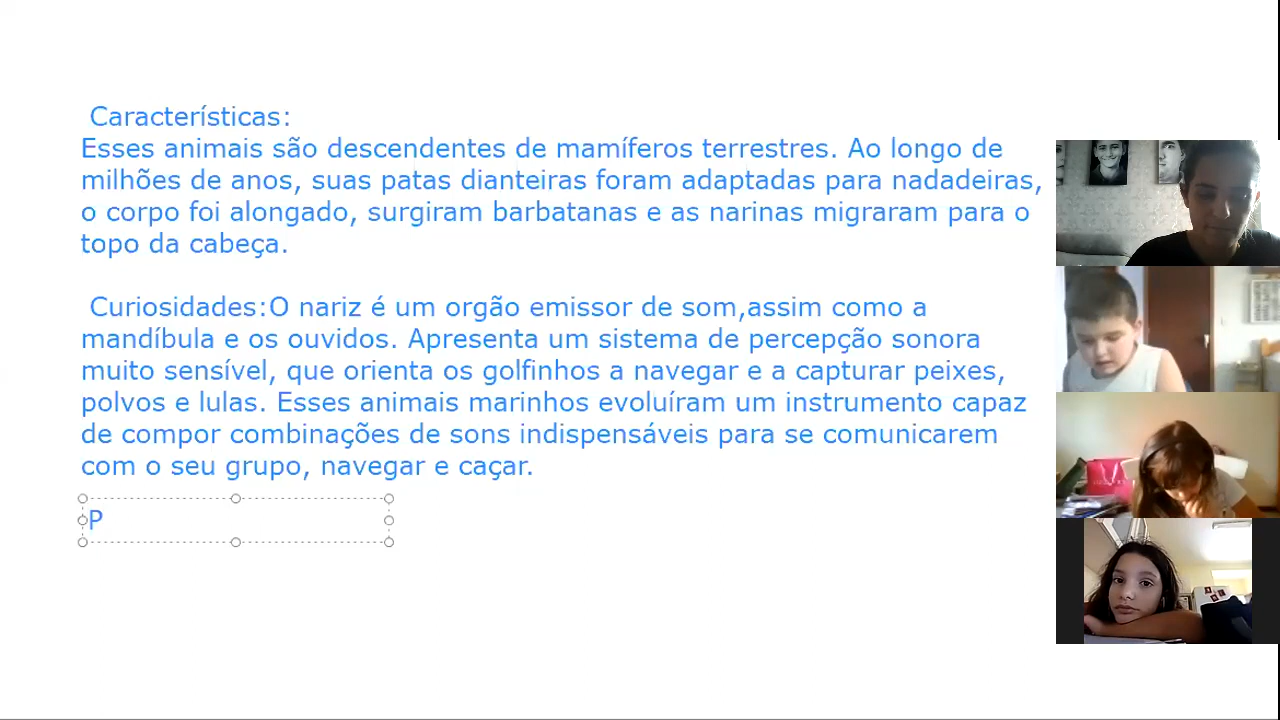 Características:
Esses animais são descendentes de mamíferos terrestres. Ao longo de
milhões de anos, suas patas dianteiras foram adaptadas para nadadeiras,
o corpo foi alongado, surgiram barbatanas e as narinas migraram para o
topo da cabeça.
Curiosidades:O nariz é um orgão emissor de som,assim como a
mandíbula e os ouvidos. Apresenta um sistema de percepção sonora
muito sensível, que orienta os golfinhos a navegar e a capturar peixes,
polvos e lulas. Esses animais marinhos evoluíram um instrumento capaz
de compor combinações de sons indispensáveis para se comunicarem
com o seu grupo, navegar e caçar.
P